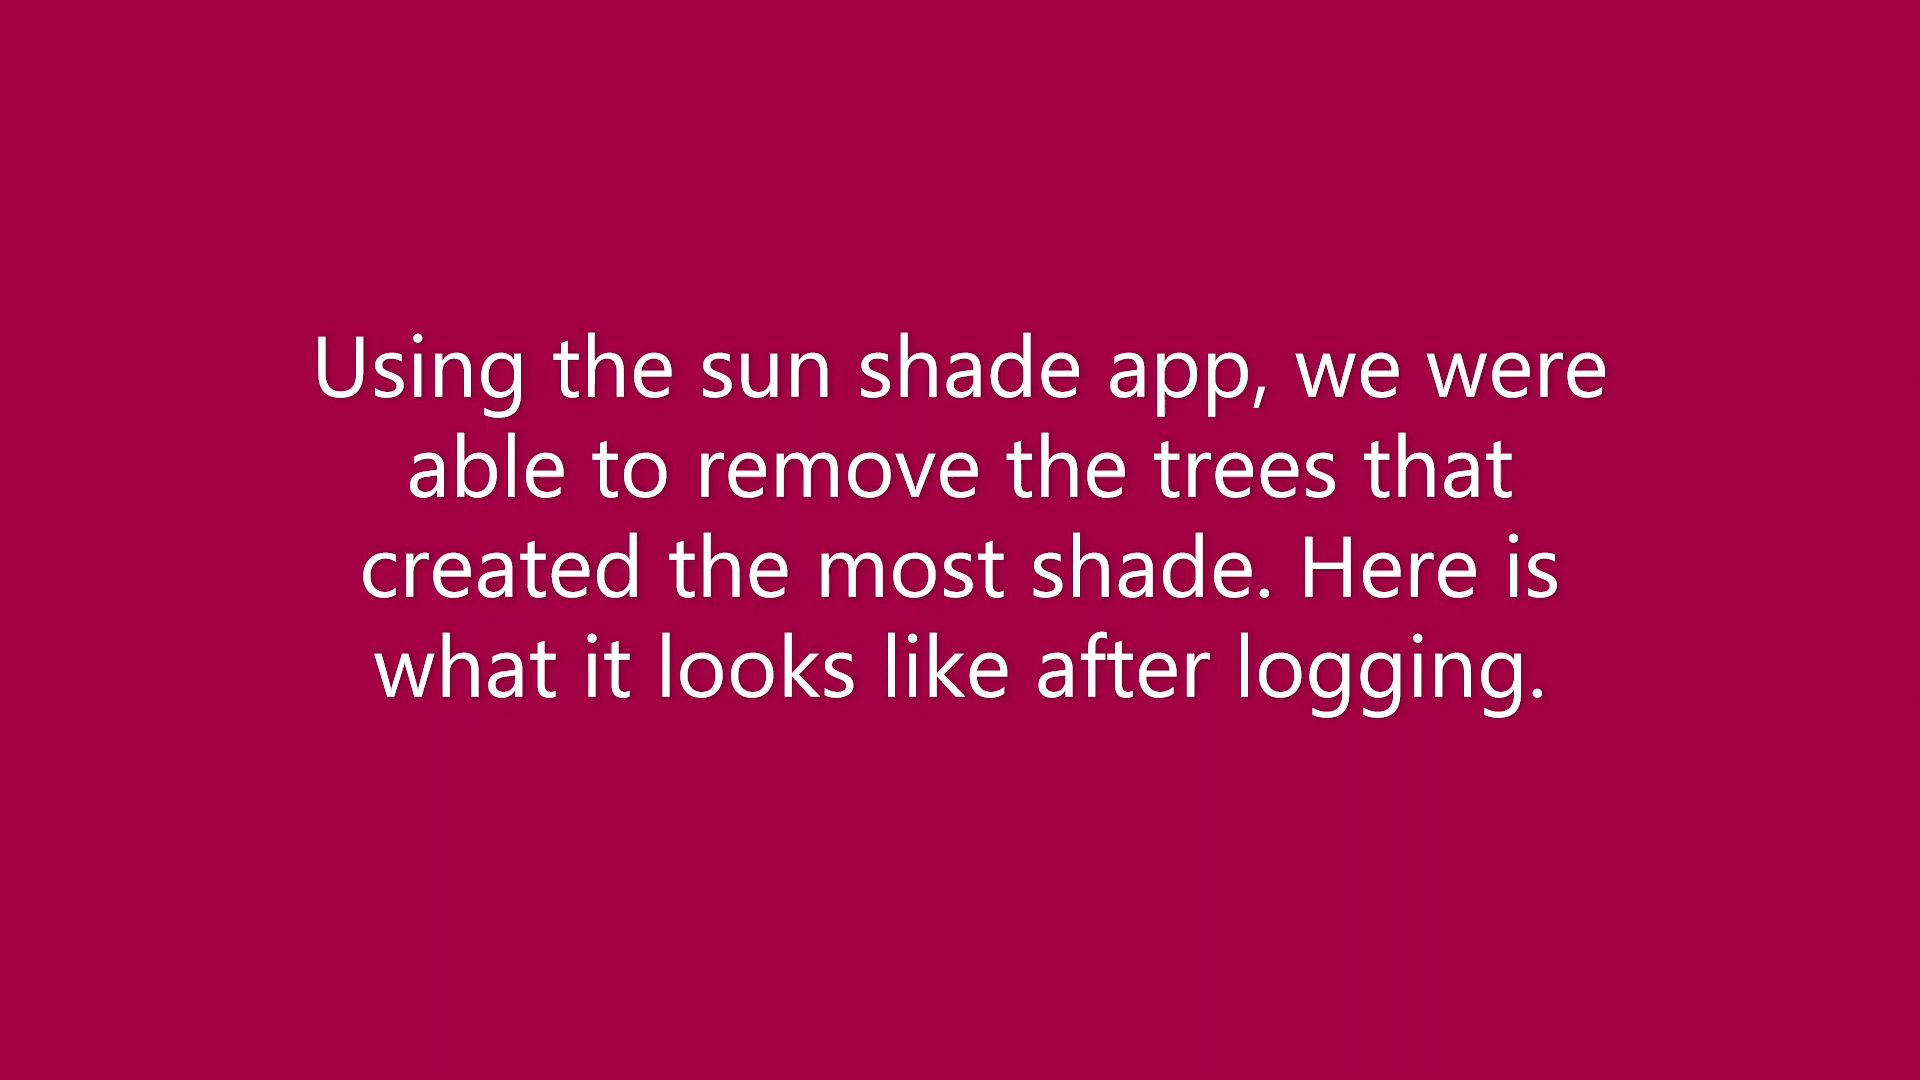 Using the sun shade app, we were
able to remove the trees that
created the most shade. Here is
what it looks like after logging.